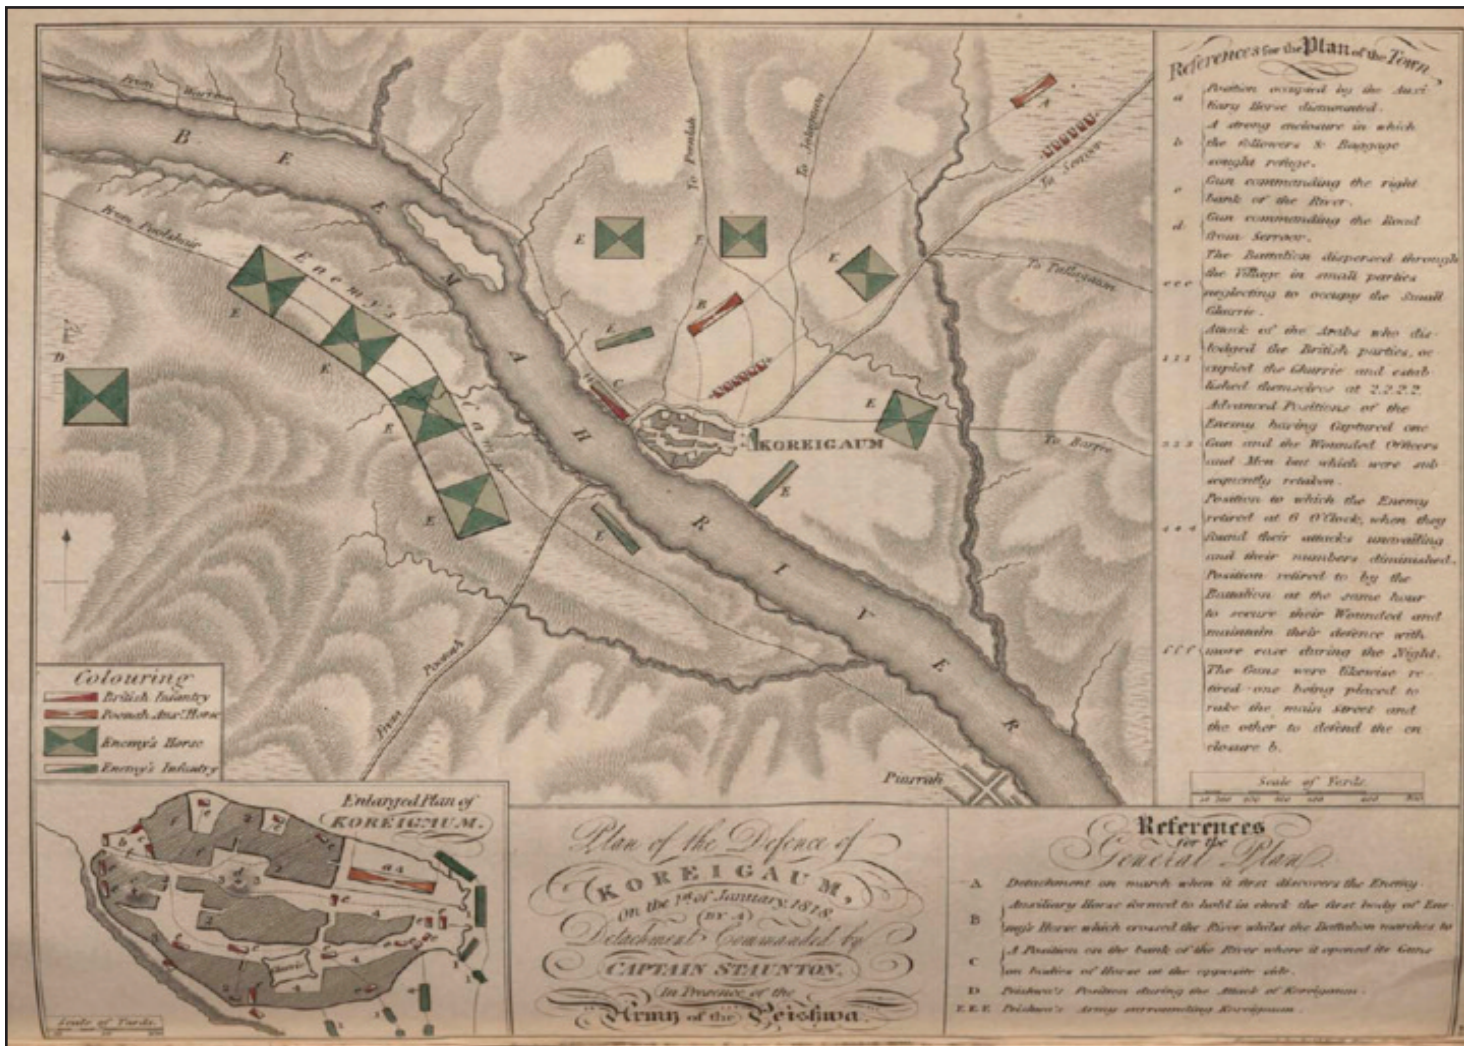 References for the Plan of the Town.
a Position occupied by the Auxi-
liary Horse dismounted.
b A strong enclosure in which
the followers & Baggage
sought refuge.
c Gun commanding the right
bank of the River.
d Gun commanding the Road
from Serroor.
e e e The Battalion dispersed through
the Village in small parties
neglecting to occupy the Small
Ghurrie.
1 1 1 Attack of the Arabs who dis-
lodged the British parties, oc
cupied the Ghurrie and estab-
lished themselves at 2.2.2.2.
3 3 3 Advanced Positions of the
Enemy having Captured one
Gun and the Wounded Officers
and Men but which were sub
sequently retaken.
4 4 4 Position to which the Enemy
retired at 6 O'Clock, when they
found their attacks unavailing
and their numbers diminished.
f f f Position retired to by the
Battalion at the same hour
to secure their Wounded and
maintain their defence with
more ease during the Night.
The Guns were likewise re-
tired one being placed to
rake the main street and
the other to defend the en
closure b.
Scale of Yards.
From
BEEMAH RIVER
From
To
To
To Serroor
To Tallagaum
To
A
B
C
D
E
E
E
E
E
E
E
E
E
E
E
Enemy's Camp
KOREIGAUM
From Poonah
Colouring
British Infantry
Poonah Auxy. Horse
Enemy's Horse
Enemy's Infantry
Enlarged Plan of
KOREIGAUM.
Ghurrie
Scale of Yards.
Plan of the Defence of
KOREIGAUM,
On the 1st of January, 1818.
(BY A)
Detachment Commanded by
CAPTAIN STAUNTON,
In Presence of the
Army of the Peishwa.
References
for the
General Plan.
A Detachment on march when it first discovers the Enemy.
B Auxiliary Horse formed to hold in check the first body of Ene
my's Horse which crossed the River whilst the Battalion marches to
C A Position on the bank of the River where it opened its Guns
on bodies of Horse at the opposite side.
D Peishwa's Position during the Attack of Koreigaum.
E.E.E. Peishwa's Army surrounding Koreigaum.